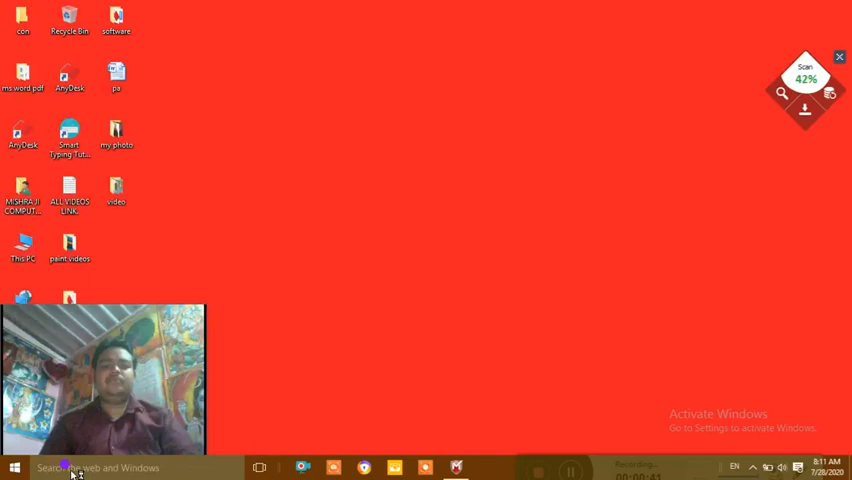 con
Recycle Bin
software
ms word.pdf
AnyDesk
pa
AnyDesk
Smart
Typing Tut...
my photo
MISHRA JI
COMPUT...
ALL VIDEOS
LINK.
video
This PC
paint videos
Scan
42%
Activate Windows
Go to Settings to activate Windows.
Search the web and Windows
Recording...
00:00:41
EN
8:11 AM
7/28/2020